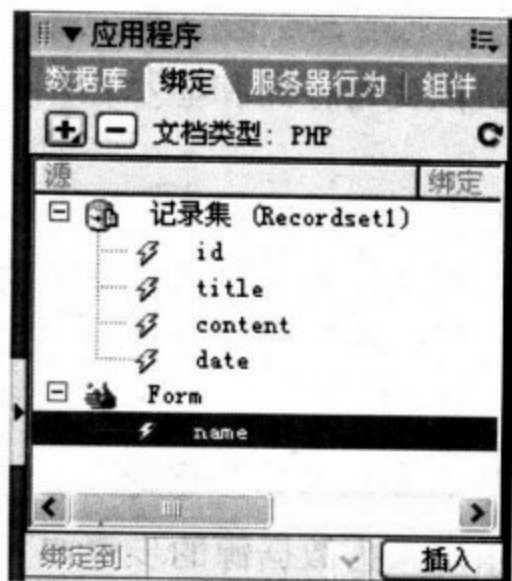 ▼ 应用程序
数据库 绑定 服务器行为 组件
文档类型: PHP
源 绑定
记录集 (Recordset1)
id
title
content
date
Form
name
绑定到: 插入